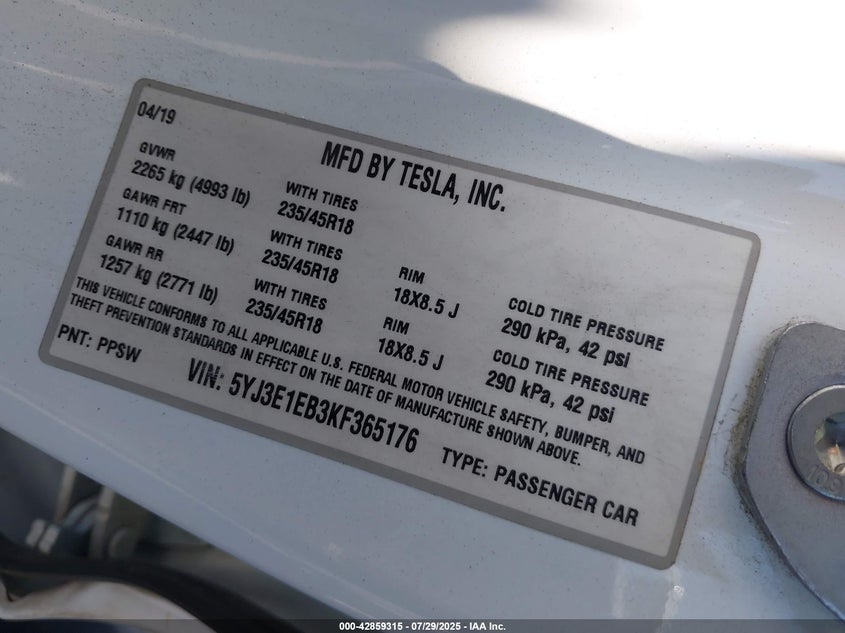 04/19
MFD BY TESLA, INC.
GVWR
2265 kg (4993 lb)
WITH TIRES
235/45R18
GAWR FRT
1110 kg (2447 lb)
WITH TIRES
235/45R18
RIM
18X8.5 J
COLD TIRE PRESSURE
290 kPa, 42 psi
GAWR RR
1257 kg (2771 lb)
WITH TIRES
235/45R18
RIM
18X8.5 J
COLD TIRE PRESSURE
290 kPa, 42 psi
THIS VEHICLE CONFORMS TO ALL APPLICABLE U.S. FEDERAL MOTOR VEHICLE SAFETY, BUMPER, AND
THEFT PREVENTION STANDARDS IN EFFECT ON THE DATE OF MANUFACTURE SHOWN ABOVE.
PNT: PPSW
VIN: 5YJ3E1EB3KF365176
TYPE: PASSENGER CAR
000-42859315 - 07/29/2025 - IAA Inc.